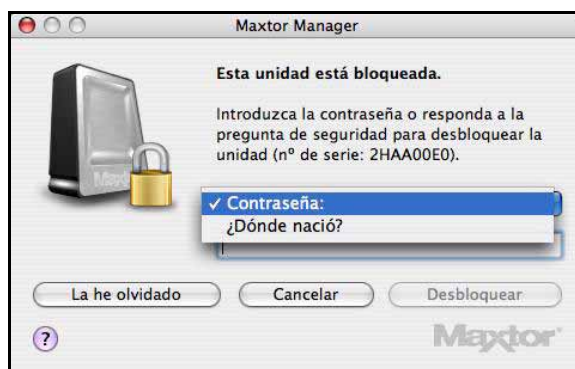 Maxtor Manager
Esta unidad está bloqueada.
Introduzca la contraseña o responda a la
pregunta de seguridad para desbloquear la
unidad (nº de serie: 2HAA00E0).
✓ Contraseña:
¿Dónde nació?
La he olvidado
Cancelar
Desbloquear
?
Maxtor
Maxtor